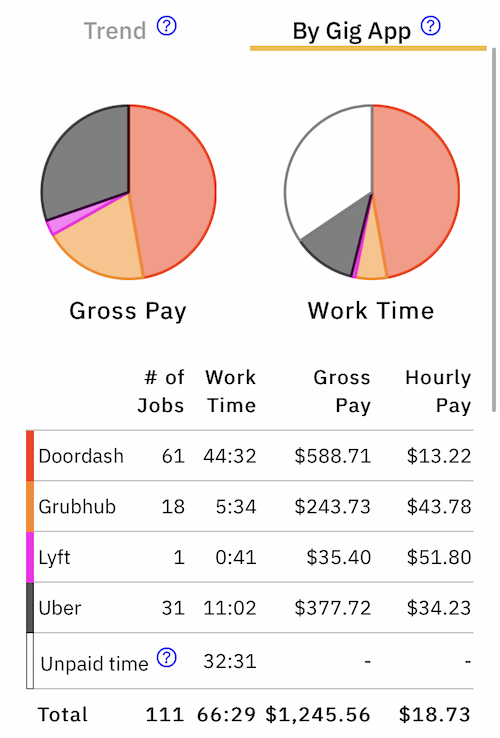 Trend ? By Gig App ?
Gross Pay Work Time
# of Jobs Work Time Gross Pay Hourly Pay
Doordash 61 44:32 $588.71 $13.22
Grubhub 18 5:34 $243.73 $43.78
Lyft 1 0:41 $35.40 $51.80
Uber 31 11:02 $377.72 $34.23
Unpaid time ? 32:31 - -
Total 111 66:29 $1,245.56 $18.73